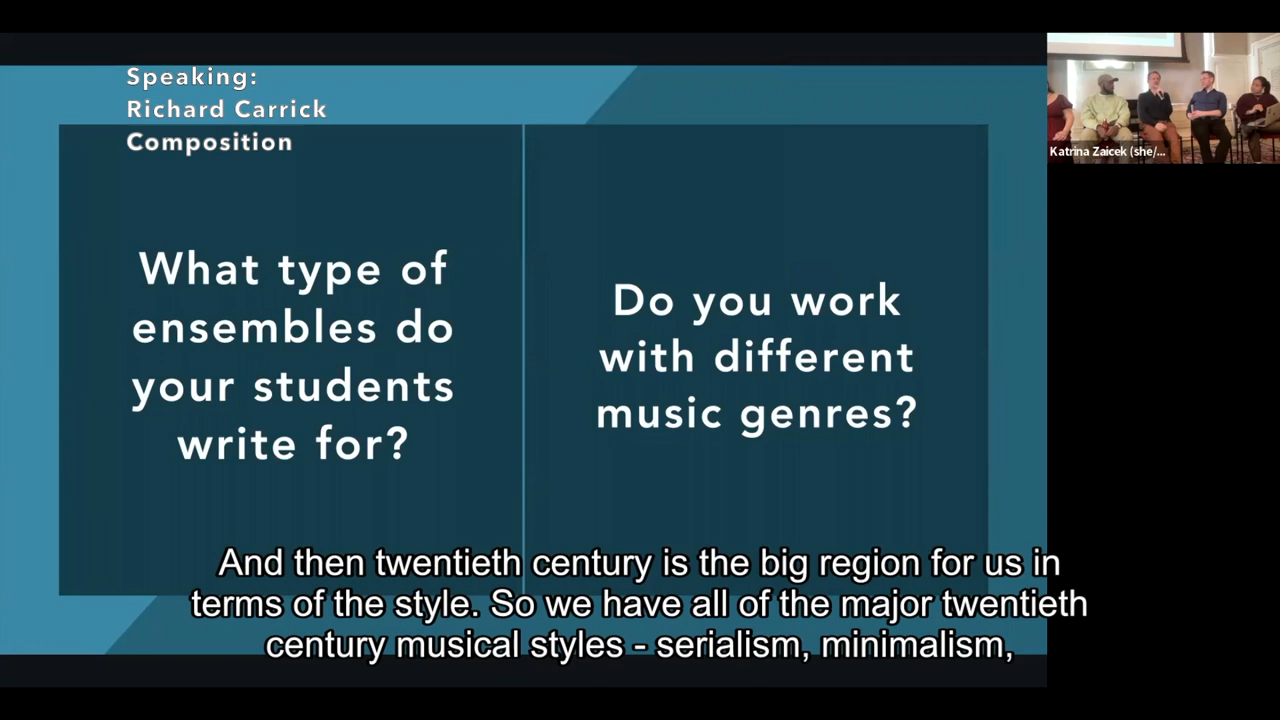 Speaking:
Richard Carrick
Composition
What type of
ensembles do
your students
write for?
Do you work
with different
music genres?
Katrina Zaicek (she/...
And then twentieth century is the big region for us in
terms of the style. So we have all of the major twentieth
century musical styles - serialism, minimalism,